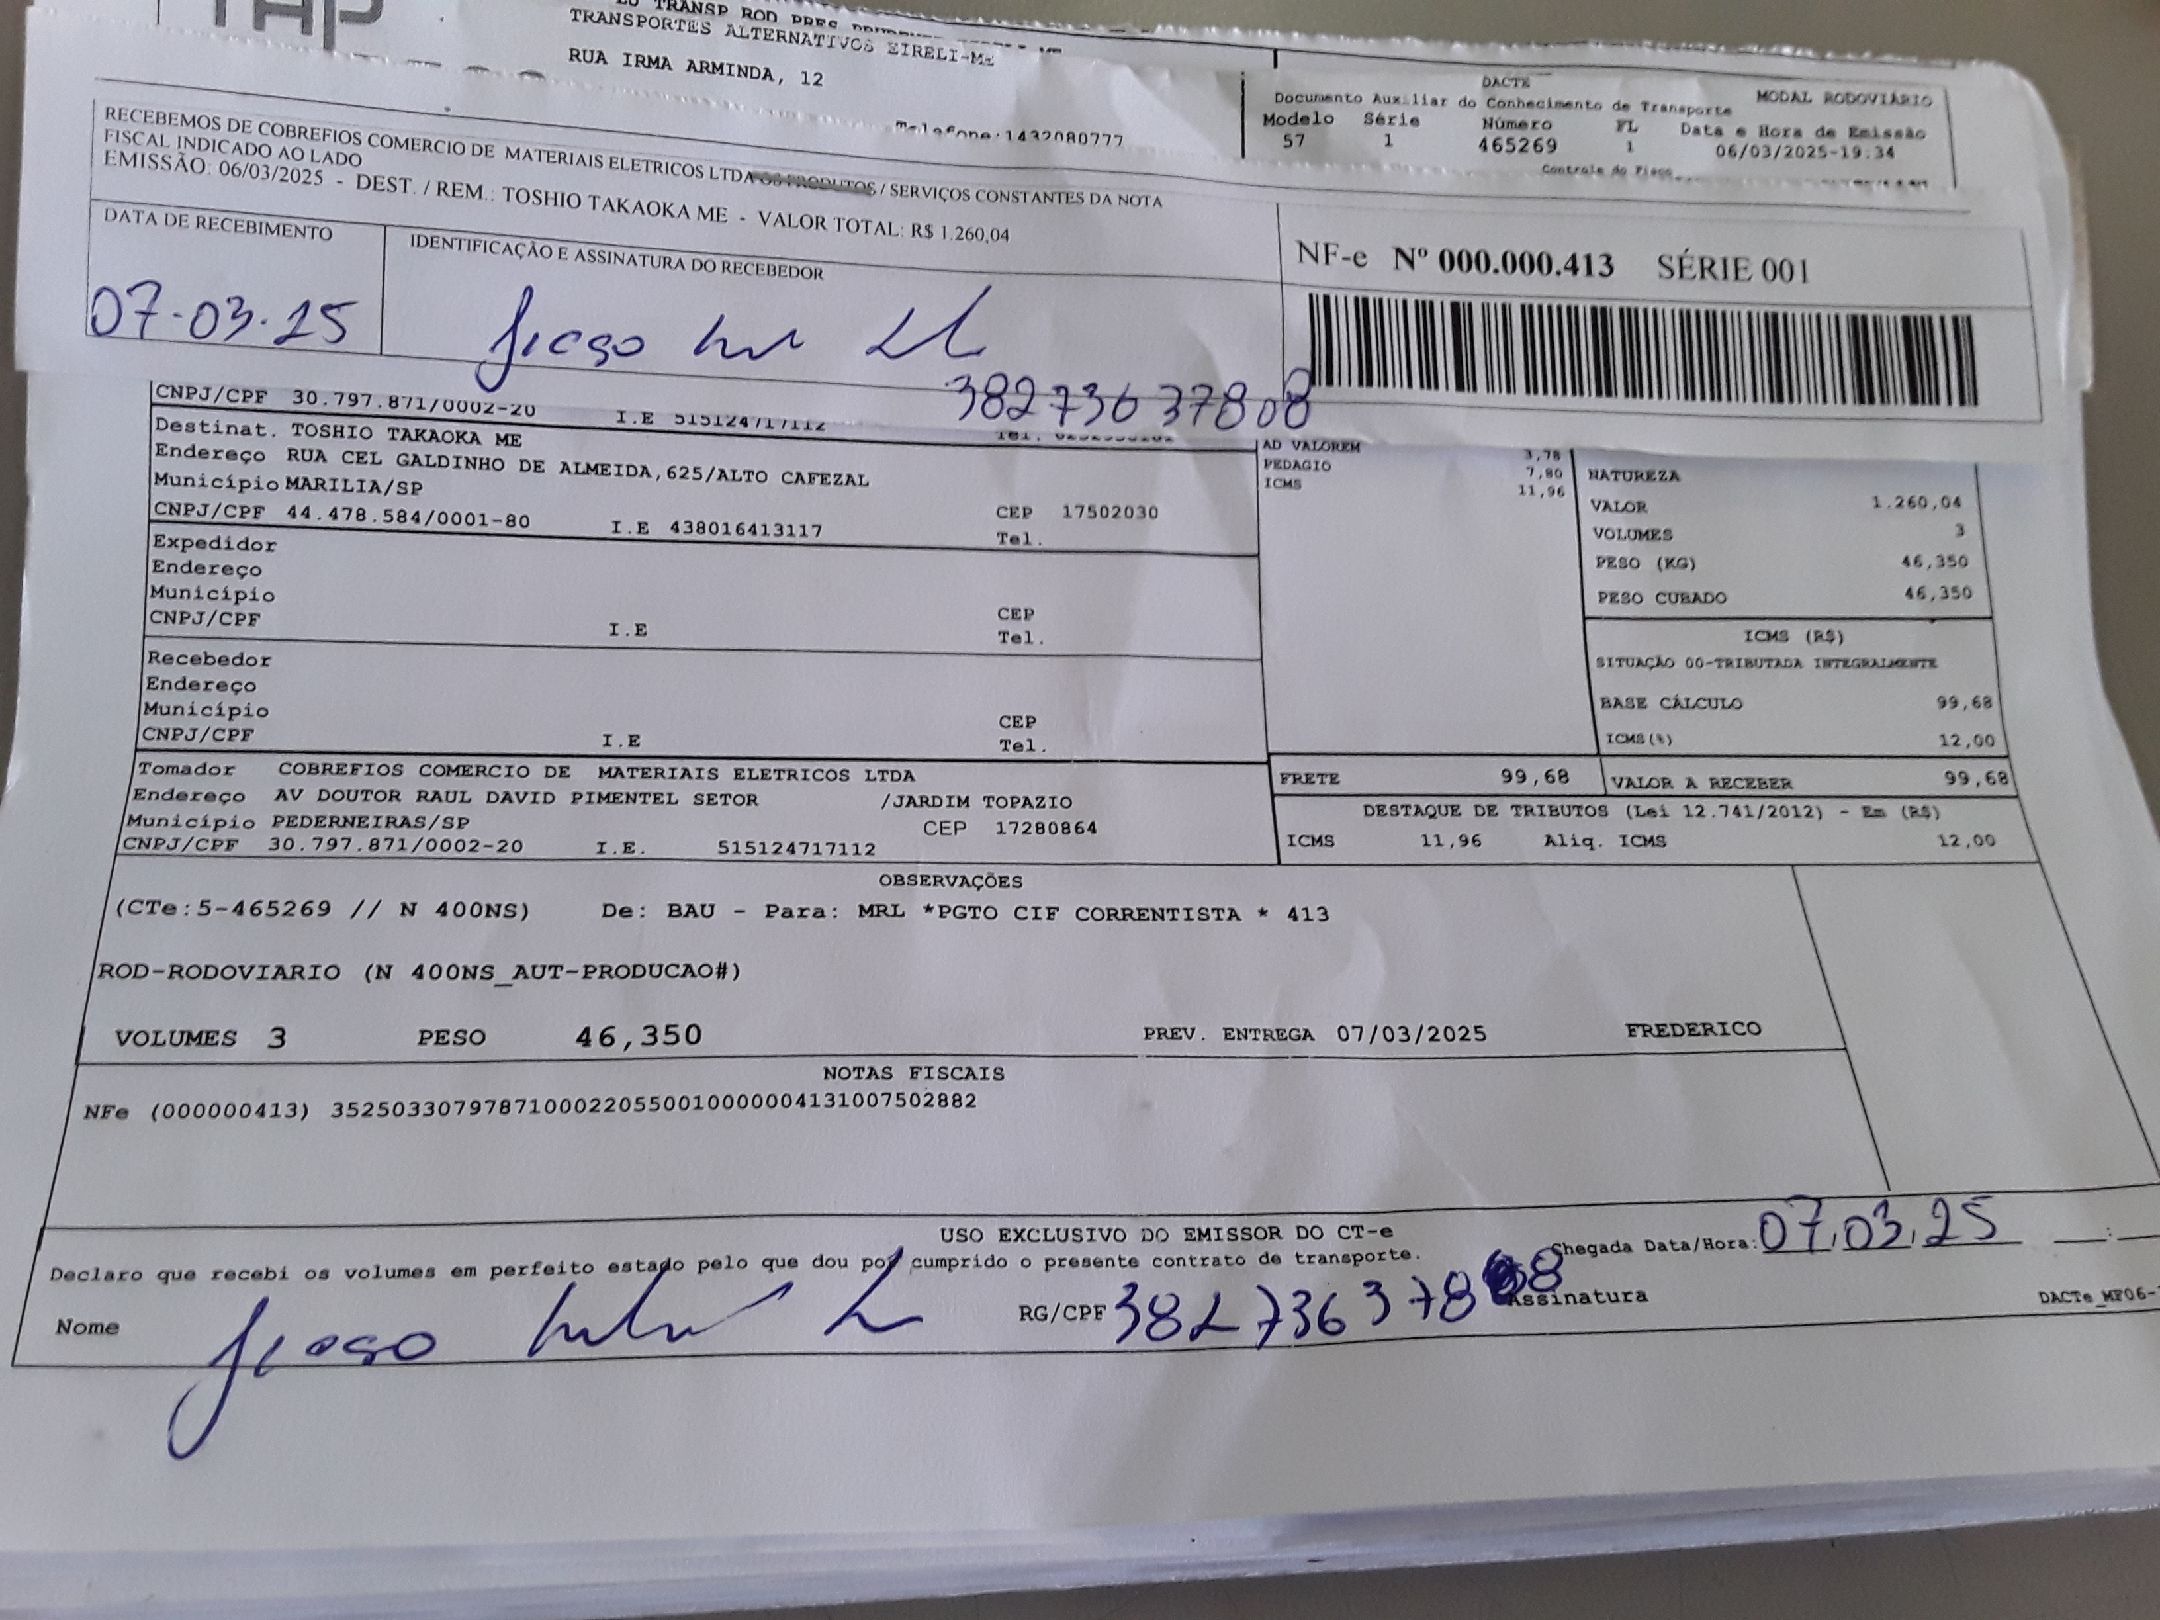 TRANSP ROD PRES
TRANSPORTES ALTERNATIVOS EIRELI-ME
RUA IRMA ARMINDA, 12
Telefone:1432080777
DACTE
MODAL RODOVIÁRIO
Documento Auxiliar do Conhecimento de Transporte
Modelo Série Número FL Data e Hora de Emissão
57 1 465269 1 06/03/2025-19:34
Controle do Fisco
RECEBEMOS DE COBREFIOS COMERCIO DE MATERIAIS ELETRICOS LTDA OS PRODUTOS / SERVIÇOS CONSTANTES DA NOTA
FISCAL INDICADO AO LADO
EMISSÃO: 06/03/2025 - DEST. / REM.: TOSHIO TAKAOKA ME - VALOR TOTAL: R$ 1.260,04
DATA DE RECEBIMENTO
IDENTIFICAÇÃO E ASSINATURA DO RECEBEDOR
07-03-25
38273637808
NF-e Nº 000.000.413 SÉRIE 001
CNPJ/CPF 30.797.871/0002-20 I.E 515124717112
Destinat. TOSHIO TAKAOKA ME
Endereço RUA CEL GALDINHO DE ALMEIDA,625/ALTO CAFEZAL
Município MARILIA/SP
CEP 17502030
CNPJ/CPF 44.478.584/0001-80 I.E 438016413117 Tel.
Expedidor
Endereço
Município
CEP
CNPJ/CPF I.E Tel.
Recebedor
Endereço
Município
CEP
CNPJ/CPF I.E Tel.
Tomador COBREFIOS COMERCIO DE MATERIAIS ELETRICOS LTDA
Endereço AV DOUTOR RAUL DAVID PIMENTEL SETOR /JARDIM TOPAZIO
Município PEDERNEIRAS/SP CEP 17280864
CNPJ/CPF 30.797.871/0002-20 I.E. 515124717112
AD VALOREM 3,78
PEDAGIO 7,80
ICMS 11,96
NATUREZA
VALOR 1.260,04
VOLUMES 3
PESO (KG) 46,350
PESO CUBADO 46,350
ICMS (R$)
SITUAÇÃO 00-TRIBUTADA INTEGRALMENTE
BASE CÁLCULO 99,68
ICMS(%) 12,00
FRETE 99,68 VALOR A RECEBER 99,68
DESTAQUE DE TRIBUTOS (Lei 12.741/2012) - Em (R$)
ICMS 11,96 Aliq. ICMS 12,00
OBSERVAÇÕES
(CTe:5-465269 // N 400NS) De: BAU - Para: MRL *PGTO CIF CORRENTISTA * 413
ROD-RODOVIARIO (N 400NS_AUT-PRODUCAO#)
VOLUMES 3 PESO 46,350 PREV. ENTREGA 07/03/2025 FREDERICO
NOTAS FISCAIS
NFe (000000413) 35250330797871000220550010000004131007502882
USO EXCLUSIVO DO EMISSOR DO CT-e
Declaro que recebi os volumes em perfeito estado pelo que dou por cumprido o presente contrato de transporte.
Chegada Data/Hora: 07,03,25 :
Nome
RG/CPF
Assinatura
DACTe_MF06-